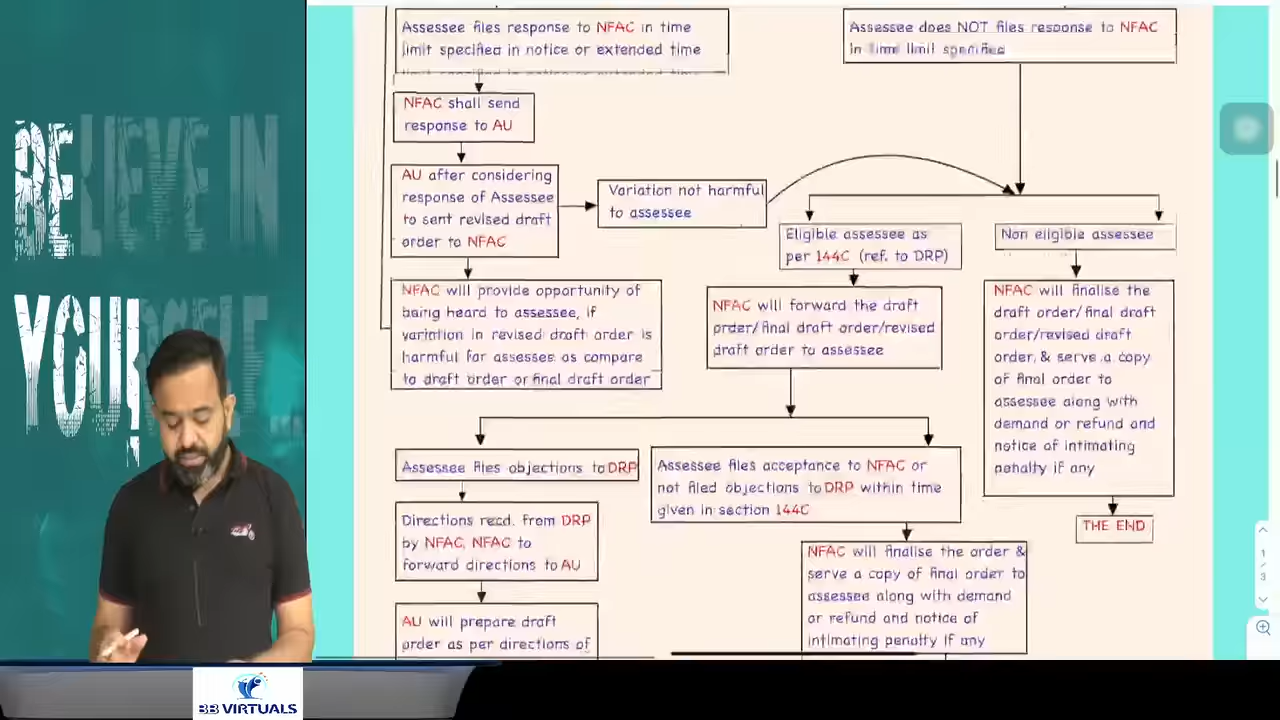 BELIEVE IN
YOURSELF
Assessee files response to NFAC in time
limit specified in notice or extended time
NFAC shall send
response to AU
AU after considering
response of Assessee
to sent revised draft
order to NFAC
Variation not harmful
to assessee
NFAC will provide opportunity of
being heard to assessee, if
variation in revised draft order is
harmful for assesses as compare
to draft order or final draft order
Assessee does NOT files response to NFAC
in time limit specified
Eligible assessee as
per 144C (ref. to DRP)
Non eligible assessee
NFAC will forward the draft
order/final draft order/revised
draft order to assessee
NFAC will finalise the
draft order/final draft
order/revised draft
order, & serve a copy
of final order to
assessee along with
demand or refund and
notice of intimating
penalty if any
THE END
Assessee files objections to DRP
Directions recd. from DRP
by NFAC, NFAC to
forward directions to AU
AU will prepare draft
order as per directions of
Assessee files acceptance to NFAC or
not filed objections to DRP within time
given in section 144C
NFAC will finalise the order &
serve a copy of final order to
assessee along with demand
or refund and notice of
intimating penalty if any
1
/
3
BB VIRTUALS